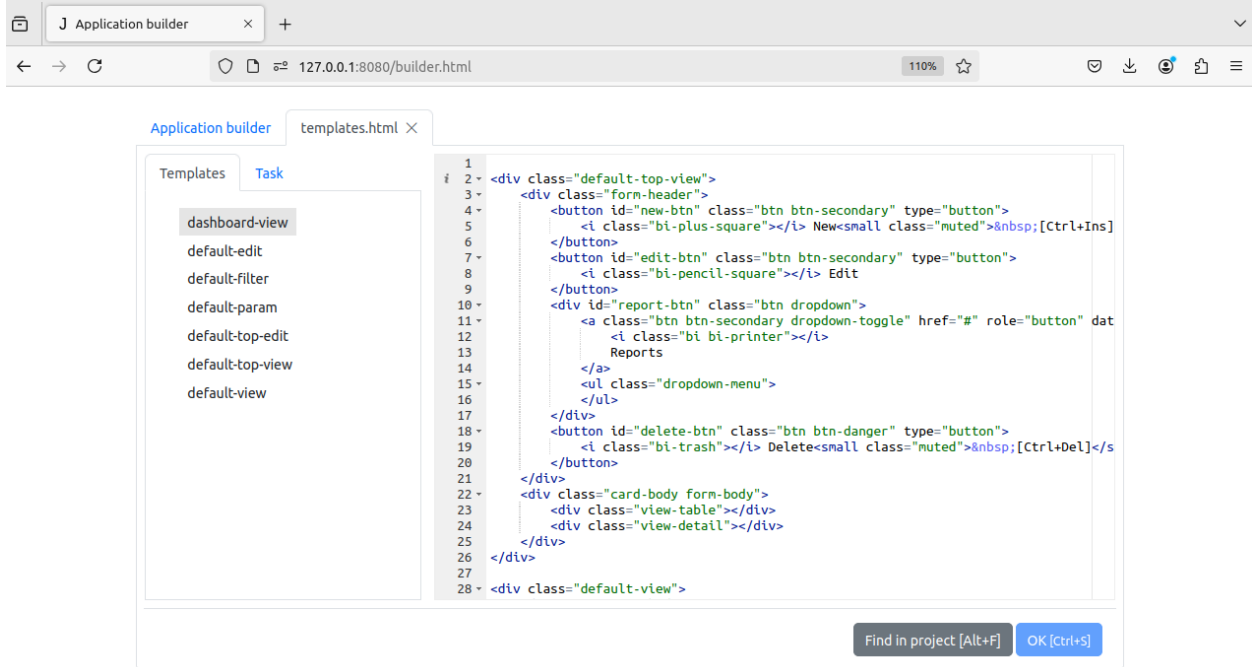 J Application builder
127.0.0.1:8080/builder.html
110%
Application builder
templates.html
Templates
Task
dashboard-view
default-edit
default-filter
default-param
default-top-edit
default-top-view
default-view
1
i 2 <div class="default-top-view">
3 <div class="form-header">
4 <button id="new-btn" class="btn btn-secondary" type="button">
5 <i class="bi-plus-square"></i> New<small class="muted">&nbsp;[Ctrl+Ins]
6 </button>
7 <button id="edit-btn" class="btn btn-secondary" type="button">
8 <i class="bi-pencil-square"></i> Edit
9 </button>
10 <div id="report-btn" class="btn dropdown">
11 <a class="btn btn-secondary dropdown-toggle" href="#" role="button" dat
12 <i class="bi bi-printer"></i>
13 Reports
14 </a>
15 <ul class="dropdown-menu">
16 </ul>
17 </div>
18 <button id="delete-btn" class="btn btn-danger" type="button">
19 <i class="bi-trash"></i> Delete<small class="muted">&nbsp;[Ctrl+Del]</s
20 </button>
21 </div>
22 <div class="card-body form-body">
23 <div class="view-table"></div>
24 <div class="view-detail"></div>
25 </div>
26 </div>
27
28 <div class="default-view">
Find in project [Alt+F]
OK [Ctrl+S]